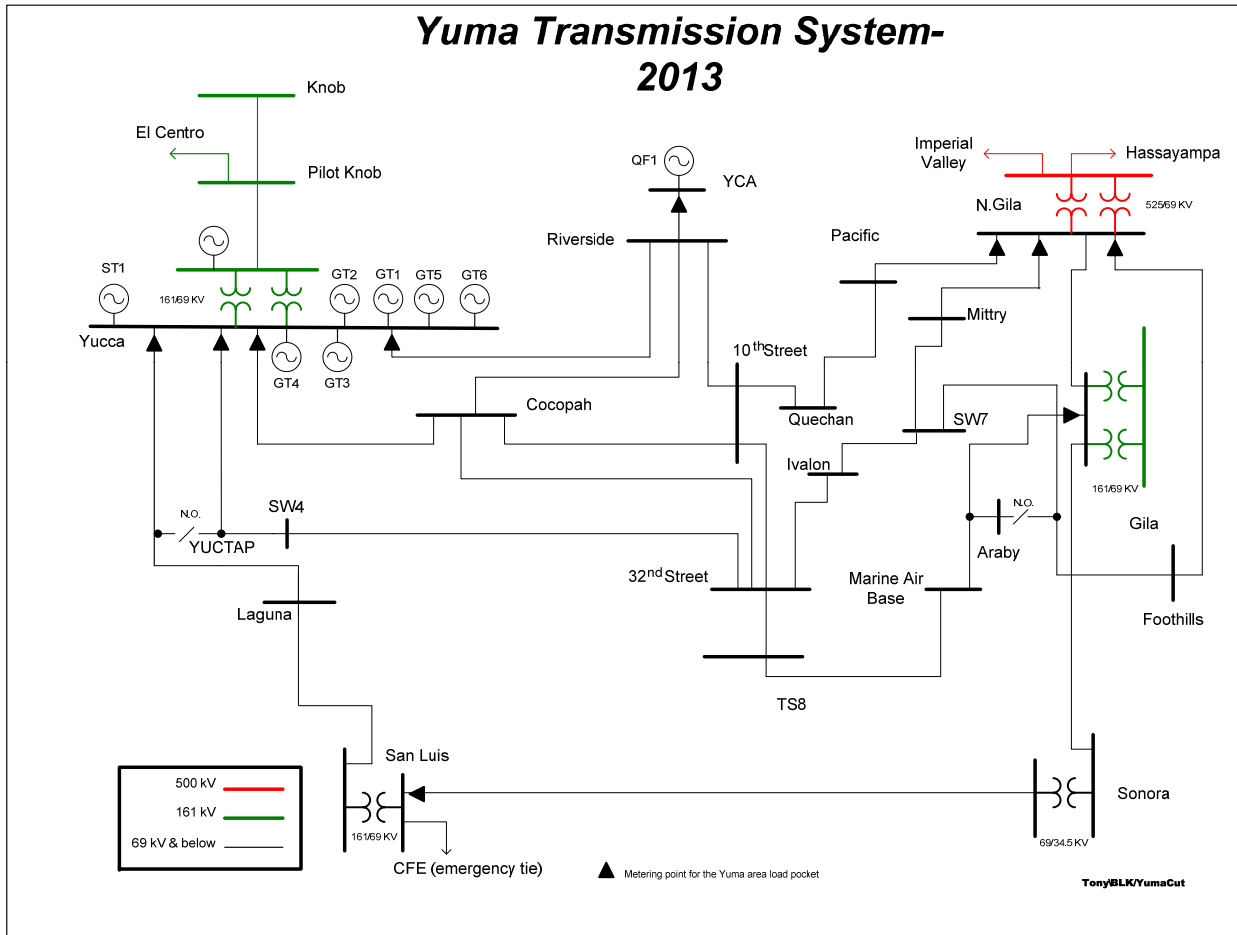 Yuma Transmission System-
2013
Knob
El Centro
Pilot Knob
QF1
YCA
Imperial
Valley
Hassayampa
N.Gila
525/69 KV
Riverside
Pacific
ST1
161/69 KV
GT2
GT1
GT5
GT6
Mittry
Yucca
GT4
GT3
10th Street
Cocopah
Quechan
SW7
Ivalon
161/69 KV
SW4
N.O.
N.O.
YUCTAP
Gila
Araby
32nd Street
Marine Air
Base
Laguna
Foothills
TS8
San Luis
500 kV
161 kV
69 kV & below
161/69 KV
Sonora
69/34.5 KV
CFE (emergency tie)
Metering point for the Yuma area load pocket
Tony\BLK/YumaCut